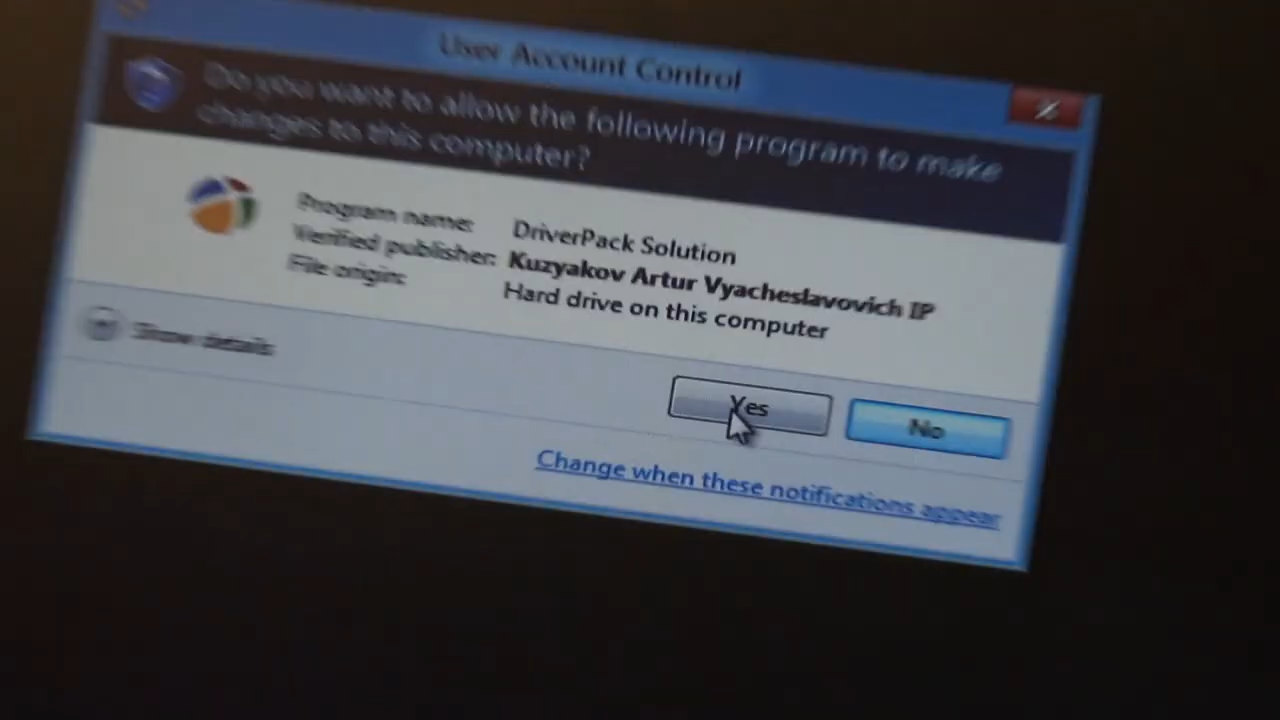 User Account Control
Do you want to allow the following program to make
changes to this computer?
Program name: DriverPack Solution
Verified publisher: Kuzyakov Artur Vyacheslavovich IP
File origin: Hard drive on this computer
Show details
Yes
No
Change when these notifications appear